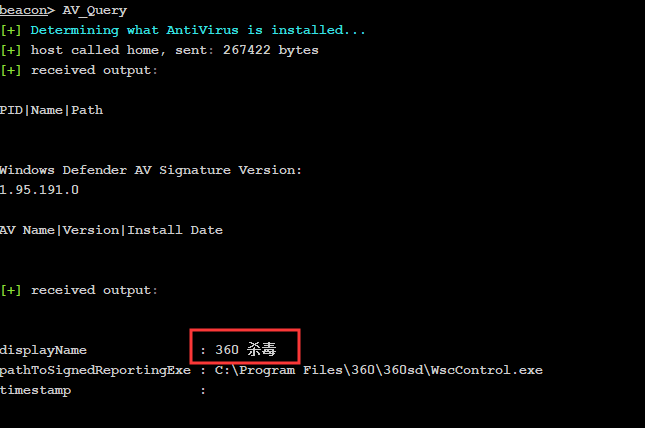 beacon> AV_Query
[+] Determining what AntiVirus is installed...
[+] host called home, sent: 267422 bytes
[+] received output:
PID|Name|Path
Windows Defender AV Signature Version:
1.95.191.0
AV Name|Version|Install Date
[+] received output:
displayName : 360 杀毒
pathToSignedReportingExe : C:\Program Files\360\360sd\WscControl.exe
timestamp :